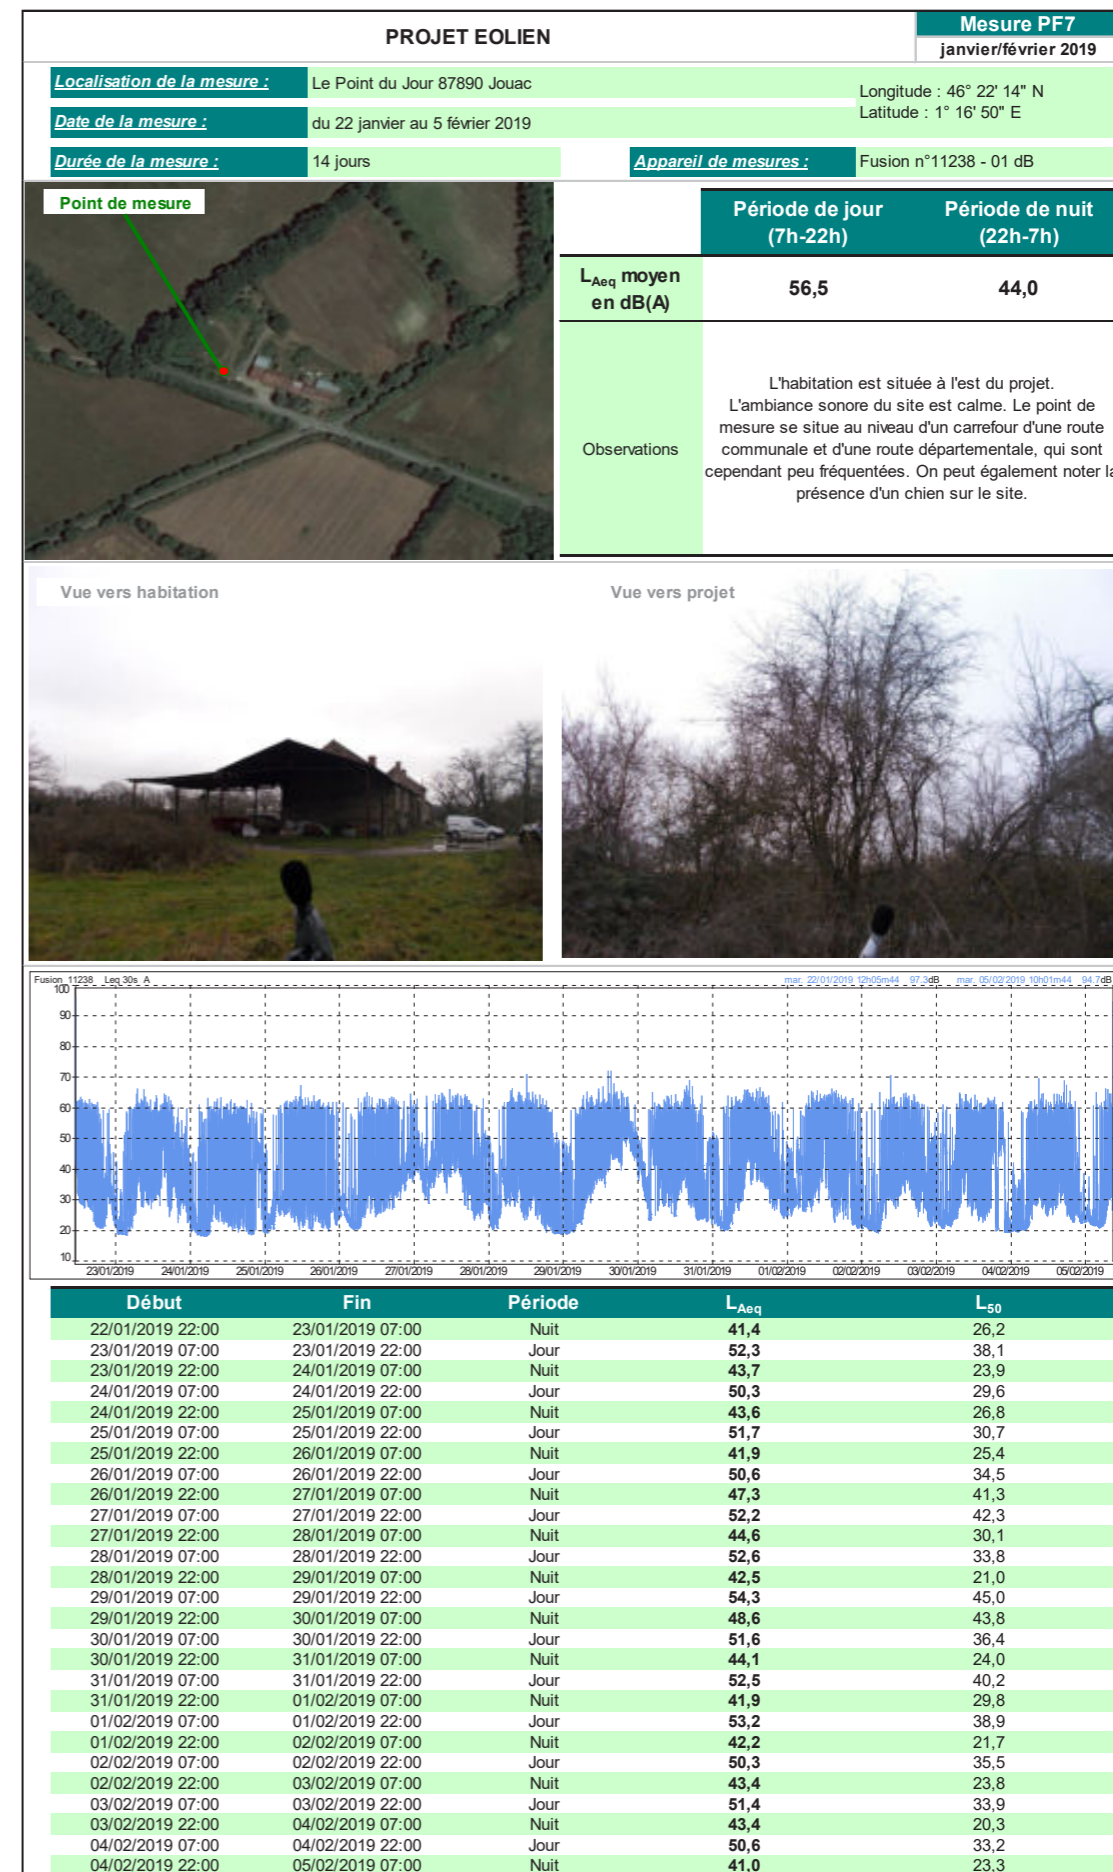 PROJET EOLIEN
Mesure PF7
janvier/février 2019
Localisation de la mesure :
Le Point du Jour 87890 Jouac
Longitude : 46° 22' 14" N
Latitude : 1° 16' 50" E
Date de la mesure :
du 22 janvier au 5 février 2019
Durée de la mesure :
14 jours
Appareil de mesures :
Fusion n°11238 - 01 dB
Point de mesure
Période de jour
(7h-22h)
Période de nuit
(22h-7h)
LAeq moyen
en dB(A)
56,5
44,0
Observations
L'habitation est située à l'est du projet.
L'ambiance sonore du site est calme. Le point de
mesure se situe au niveau d'un carrefour d'une route
communale et d'une route départementale, qui sont
cependant peu fréquentées. On peut également noter la
présence d'un chien sur le site.
Vue vers habitation
Vue vers projet
Fusion_11238 Leq 30s A
mar. 22/01/2019 12h05m44 97.3dB mar. 05/02/2019 10h01m44 94.7dB
100
90
80
70
60
50
40
30
20
10
23/01/2019 24/01/2019 25/01/2019 26/01/2019 27/01/2019 28/01/2019 29/01/2019 30/01/2019 31/01/2019 01/02/2019 02/02/2019 03/02/2019 04/02/2019 05/02/2019
Début Fin Période LAeq L50
22/01/2019 22:00 23/01/2019 07:00 Nuit 41,4 26,2
23/01/2019 07:00 23/01/2019 22:00 Jour 52,3 38,1
23/01/2019 22:00 24/01/2019 07:00 Nuit 43,7 23,9
24/01/2019 07:00 24/01/2019 22:00 Jour 50,3 29,6
24/01/2019 22:00 25/01/2019 07:00 Nuit 43,6 26,8
25/01/2019 07:00 25/01/2019 22:00 Jour 51,7 30,7
25/01/2019 22:00 26/01/2019 07:00 Nuit 41,9 25,4
26/01/2019 07:00 26/01/2019 22:00 Jour 50,6 34,5
26/01/2019 22:00 27/01/2019 07:00 Nuit 47,3 41,3
27/01/2019 07:00 27/01/2019 22:00 Jour 52,2 42,3
27/01/2019 22:00 28/01/2019 07:00 Nuit 44,6 30,1
28/01/2019 07:00 28/01/2019 22:00 Jour 52,6 33,8
28/01/2019 22:00 29/01/2019 07:00 Nuit 42,5 21,0
29/01/2019 07:00 29/01/2019 22:00 Jour 54,3 45,0
29/01/2019 22:00 30/01/2019 07:00 Nuit 48,6 43,8
30/01/2019 07:00 30/01/2019 22:00 Jour 51,6 36,4
30/01/2019 22:00 31/01/2019 07:00 Nuit 44,1 24,0
31/01/2019 07:00 31/01/2019 22:00 Jour 52,5 40,2
31/01/2019 22:00 01/02/2019 07:00 Nuit 41,9 29,8
01/02/2019 07:00 01/02/2019 22:00 Jour 53,2 38,9
01/02/2019 22:00 02/02/2019 07:00 Nuit 42,2 21,7
02/02/2019 07:00 02/02/2019 22:00 Jour 50,3 35,5
02/02/2019 22:00 03/02/2019 07:00 Nuit 43,4 23,8
03/02/2019 07:00 03/02/2019 22:00 Jour 51,4 33,9
03/02/2019 22:00 04/02/2019 07:00 Nuit 43,4 20,3
04/02/2019 07:00 04/02/2019 22:00 Jour 50,6 33,2
04/02/2019 22:00 05/02/2019 07:00 Nuit 41,0 23,3